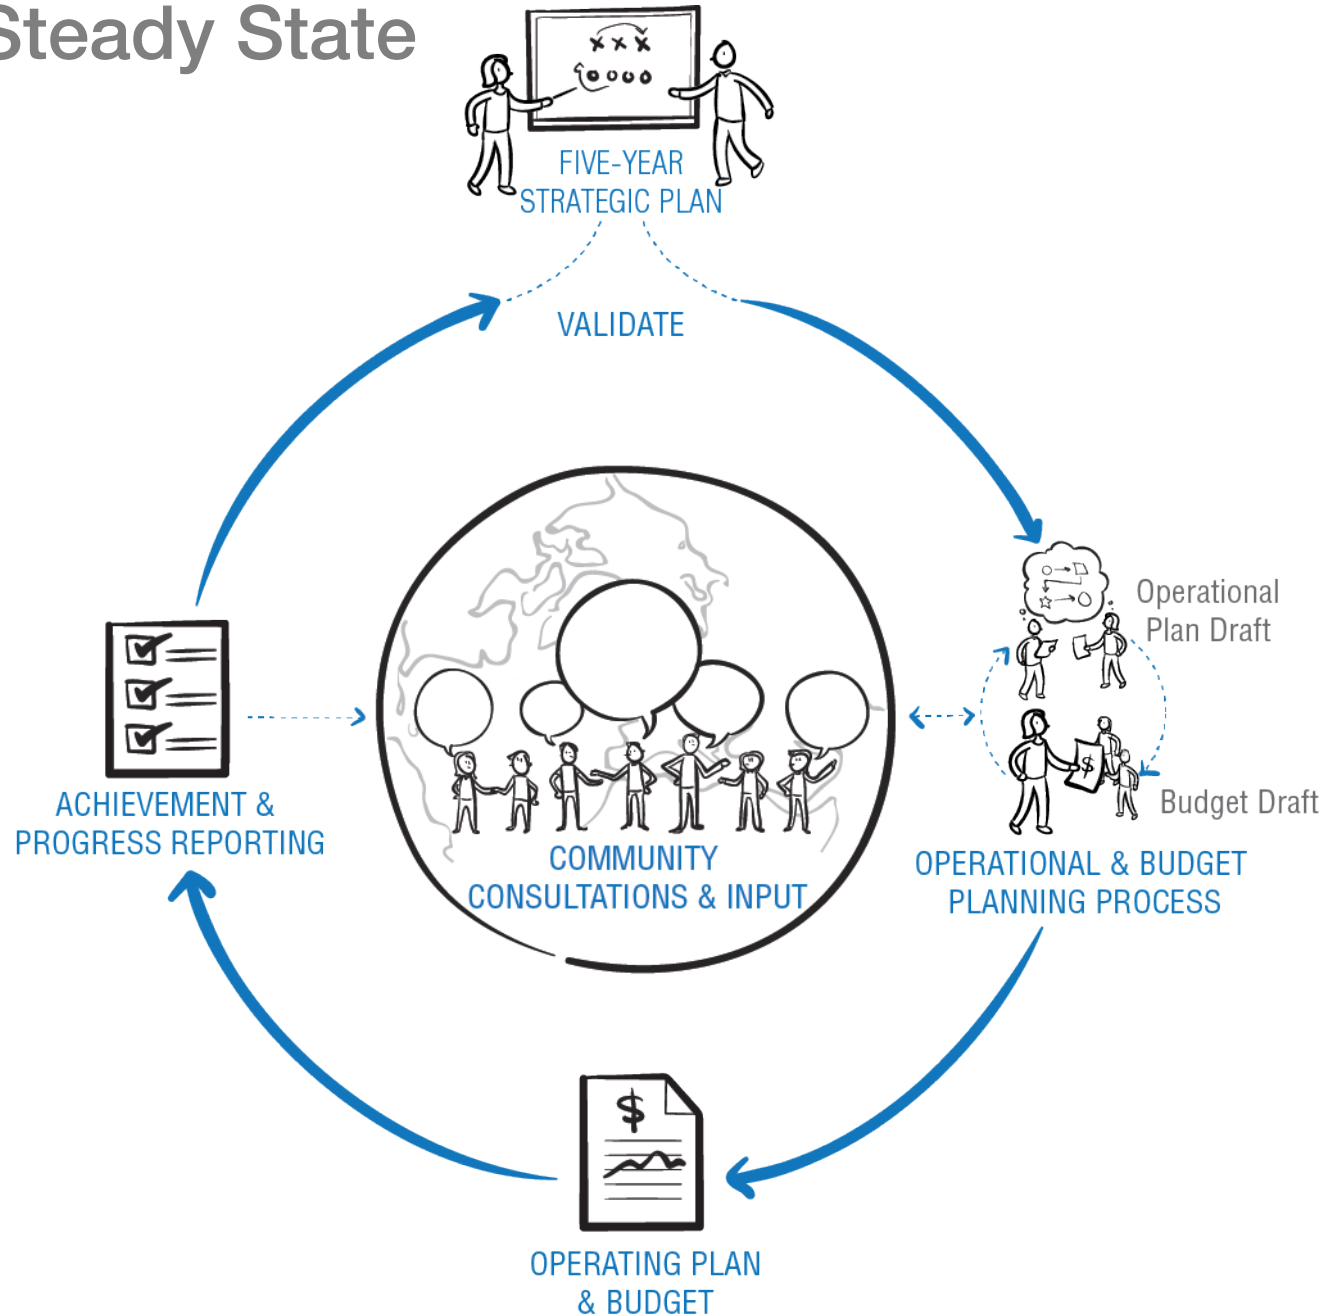 Steady State
FIVE-YEAR
STRATEGIC PLAN
VALIDATE
Operational
Plan Draft
$
Budget Draft
ACHIEVEMENT &
PROGRESS REPORTING
COMMUNITY
CONSULTATIONS & INPUT
OPERATIONAL & BUDGET
PLANNING PROCESS
$
OPERATING PLAN
& BUDGET